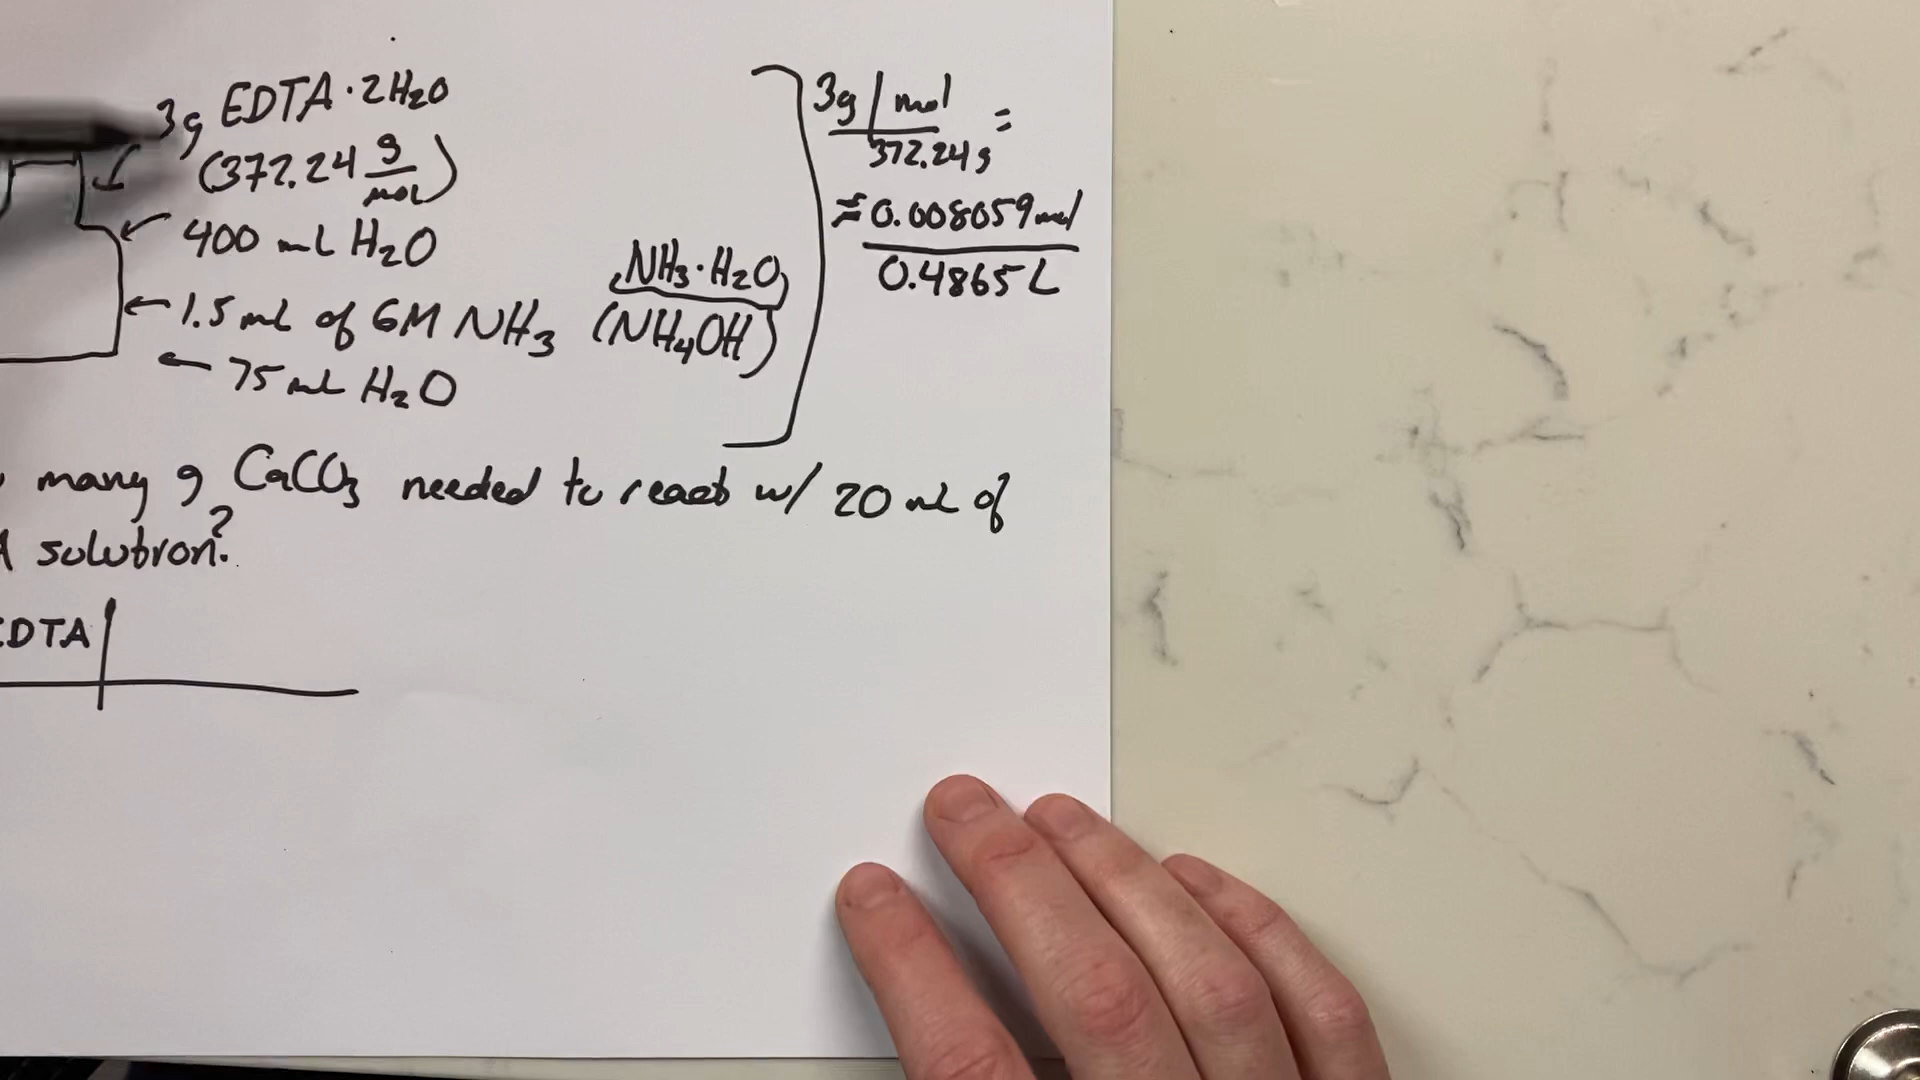 3g EDTA·2H₂O
(372.24 g/mol)
400 mL H₂O
1.5 mL of 6M NH₃ (NH₄OH)
NH₃·H₂O
75 mL H₂O
3g | mol =
372.24 g
= 0.008059 mol
0.4865 L
many g CaCO₃ needed to react w/ 20 mL of
A solution?
EDTA